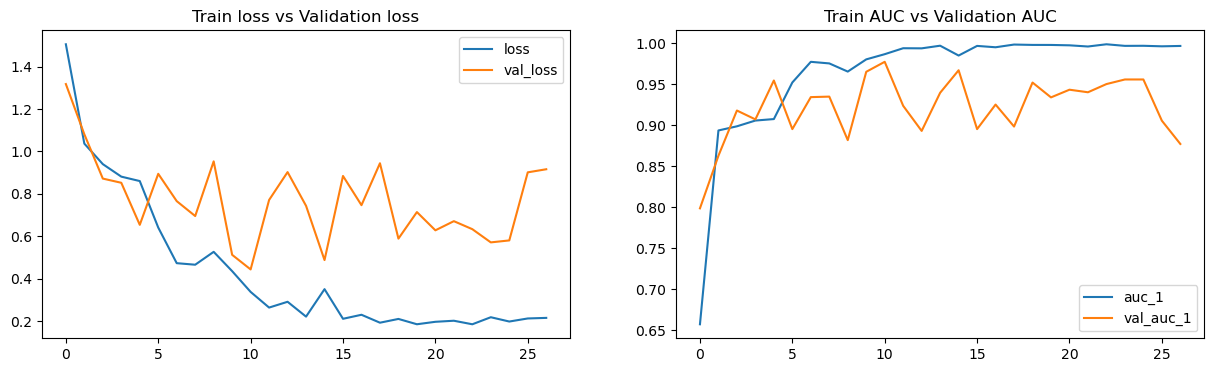 Train loss vs Validation loss
1.4
1.2
1.0
0.8
0.6
0.4
0.2
0 5 10 15 20 25
loss
val_loss
Train AUC vs Validation AUC
1.00
0.95
0.90
0.85
0.80
0.75
0.70
0.65
0 5 10 15 20 25
auc_1
val_auc_1